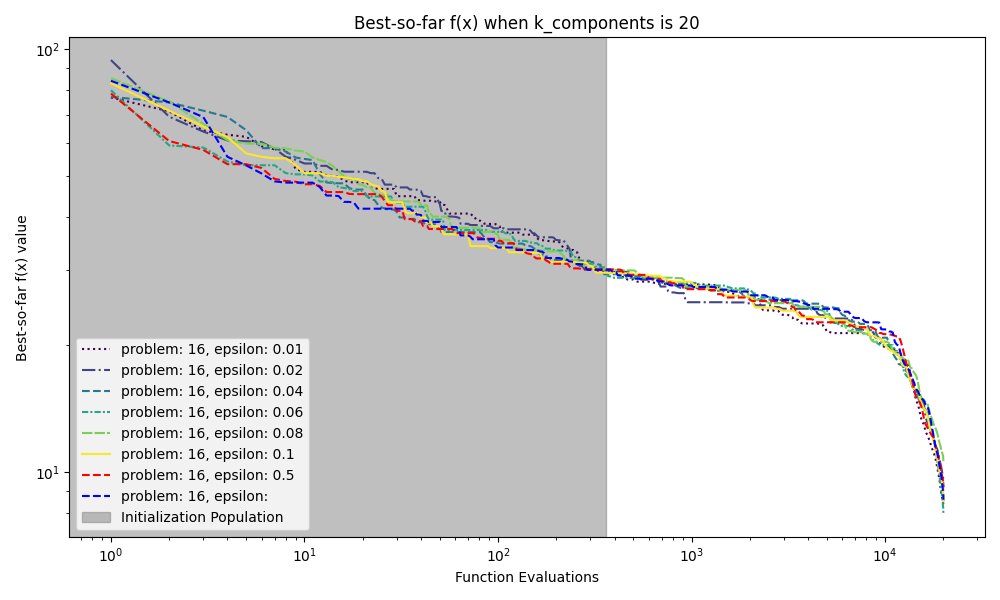 Best-so-far f(x) when k_components is 20
Best-so-far f(x) value
10²
10¹
problem: 16, epsilon: 0.01
problem: 16, epsilon: 0.02
problem: 16, epsilon: 0.04
problem: 16, epsilon: 0.06
problem: 16, epsilon: 0.08
problem: 16, epsilon: 0.1
problem: 16, epsilon: 0.5
problem: 16, epsilon:
Initialization Population
10⁰ 10¹ 10² 10³ 10⁴
Function Evaluations